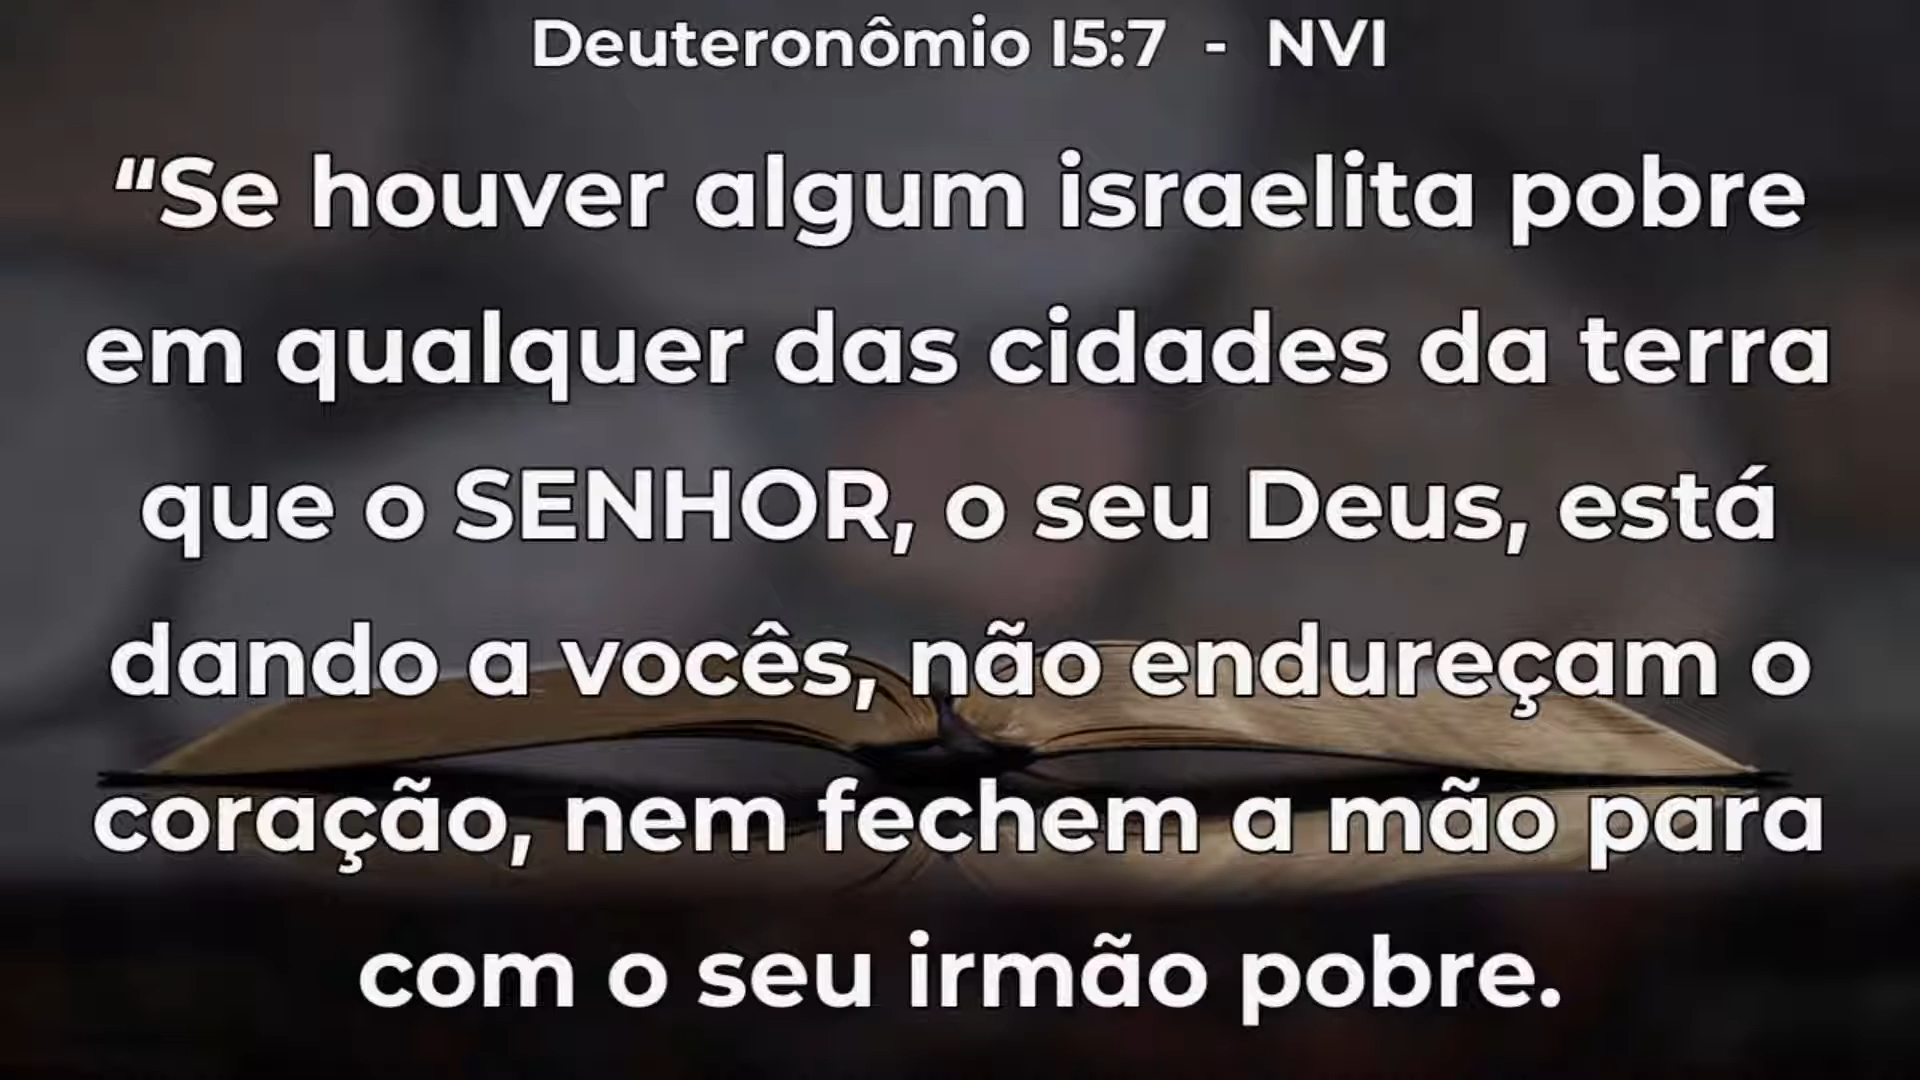 Deuteronômio 15:7 - NVI
“Se houver algum israelita pobre
em qualquer das cidades da terra
que o SENHOR, o seu Deus, está
dando a vocês, não endureçam o
coração, nem fechem a mão para
com o seu irmão pobre.